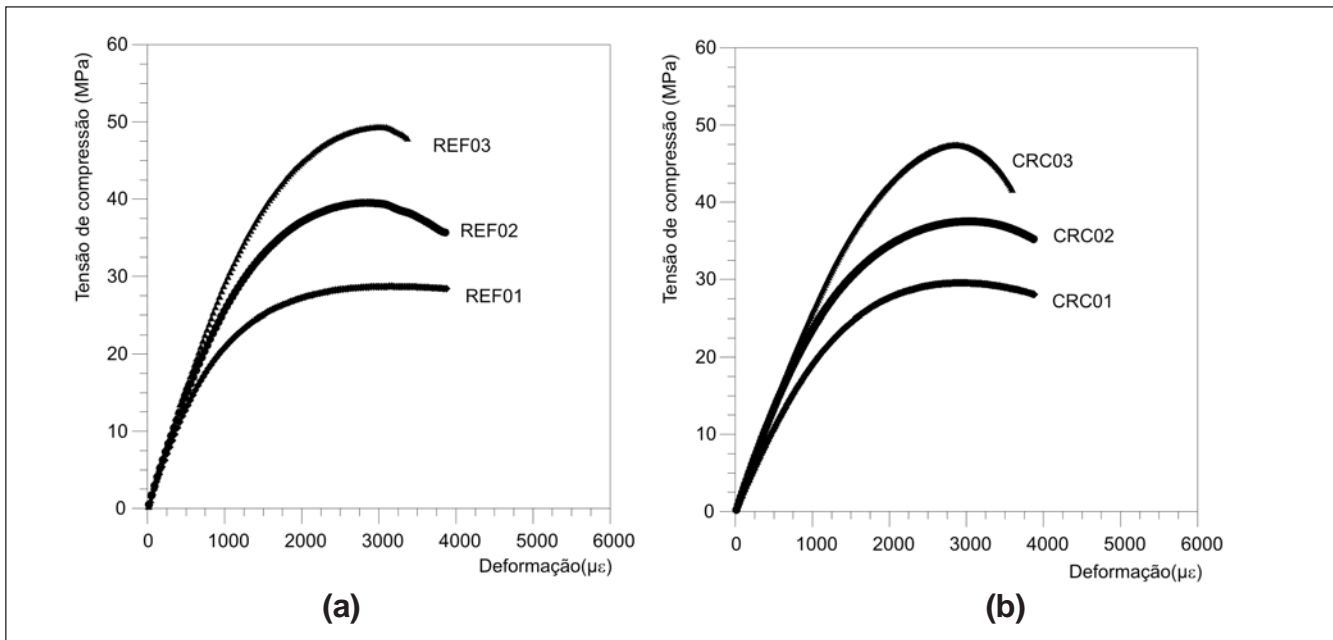 Tensão de compressão (MPa)
60
50
40
30
20
10
0
REF03
REF02
REF01
0 1000 2000 3000 4000 5000 6000
Deformação(µε)
(a)
Tensão de compressão (MPa)
60
50
40
30
20
10
0
CRC03
CRC02
CRC01
0 1000 2000 3000 4000 5000 6000
Deformação(µε)
(b)